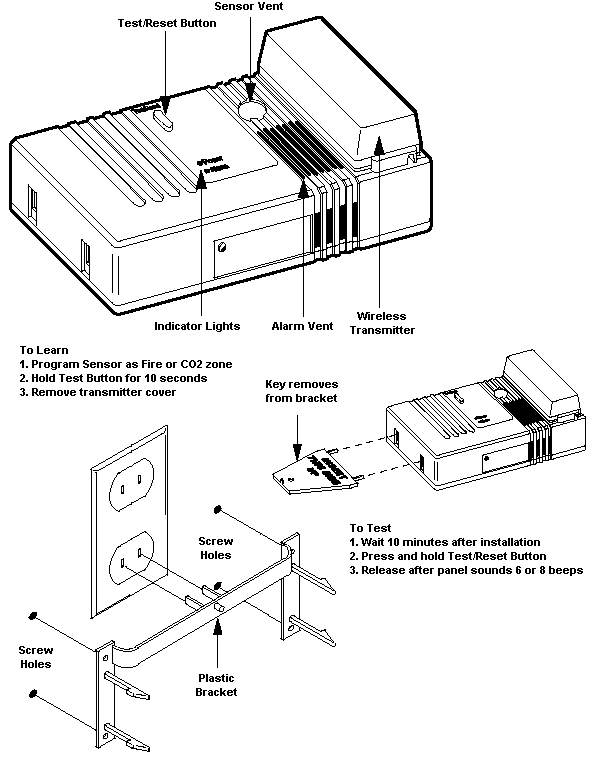 Sensor Vent
Test/Reset Button
Indicator Lights
Alarm Vent
Wireless
Transmitter
To Learn
1. Program Sensor as Fire or CO2 zone
2. Hold Test Button for 10 seconds
3. Remove transmitter cover
Key removes
from bracket
To Test
1. Wait 10 minutes after installation
2. Press and hold Test/Reset Button
3. Release after panel sounds 6 or 8 beeps
Screw
Holes
Screw
Holes
Plastic
Bracket